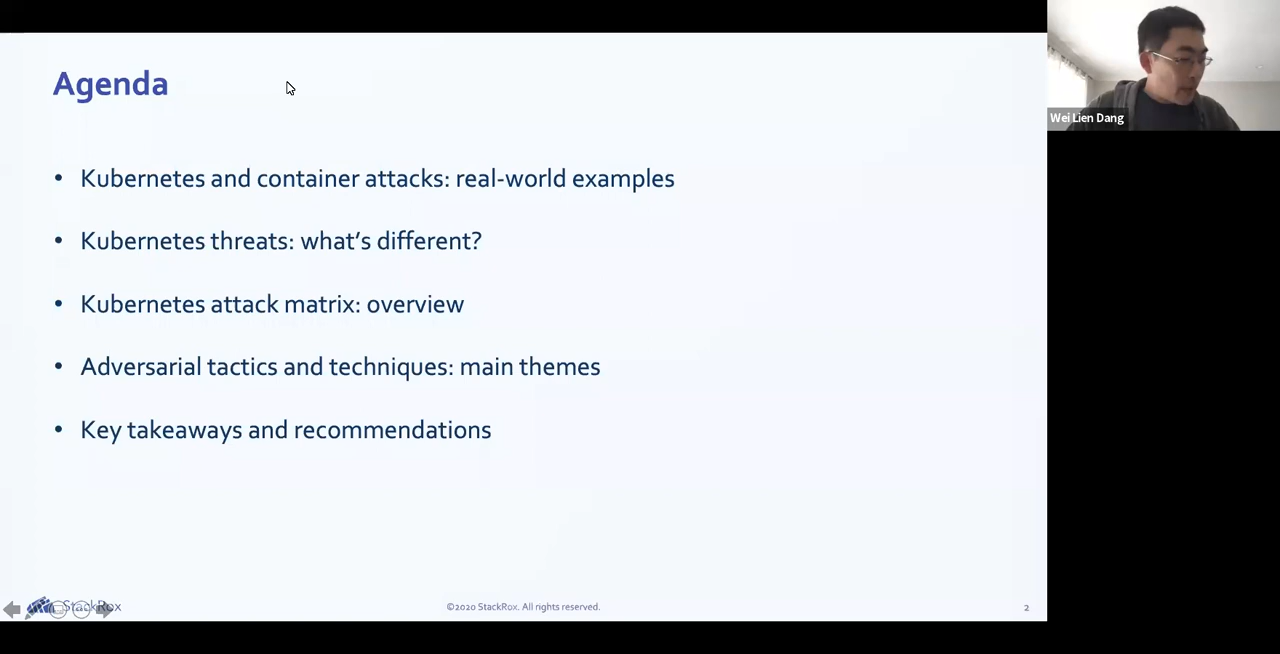 Agenda
Wei Lien Dang
• Kubernetes and container attacks: real-world examples
• Kubernetes threats: what’s different?
• Kubernetes attack matrix: overview
• Adversarial tactics and techniques: main themes
• Key takeaways and recommendations
StackRox
©2020 StackRox. All rights reserved.
2